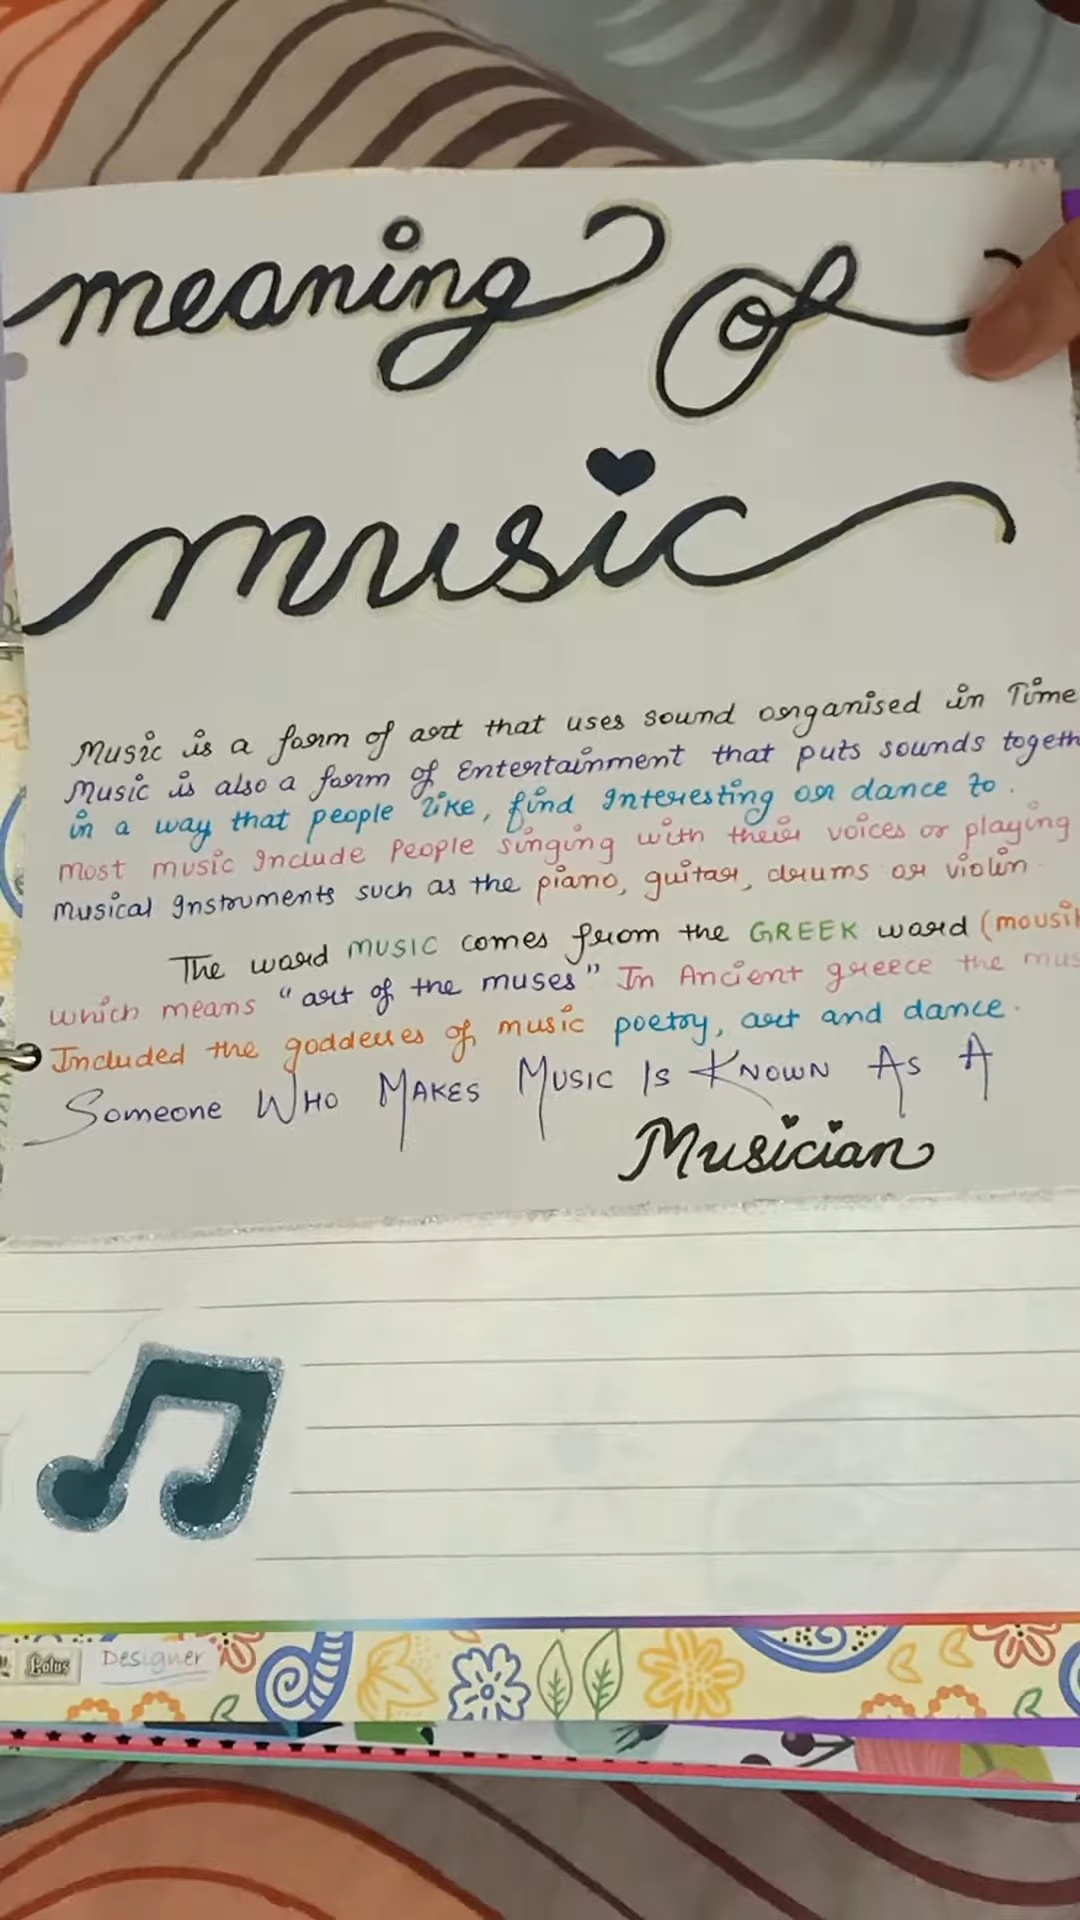 meaning of
music
Music is a form of art that uses sound organised in Time
Music is also a form of Entertainment that puts sounds togeth
in a way that people like, find Interesting or dance to.
most music Include People singing with their voices or playing
Musical Instruments such as the piano, guitar, drums or violin
The word MUSIC comes from the GREEK word (mousik
which means "art of the muses" In Ancient greece the mus
Included the goddesses of music poetry, art and dance.
Someone Who Makes Music Is Known As A
Musician
Lotus Designer